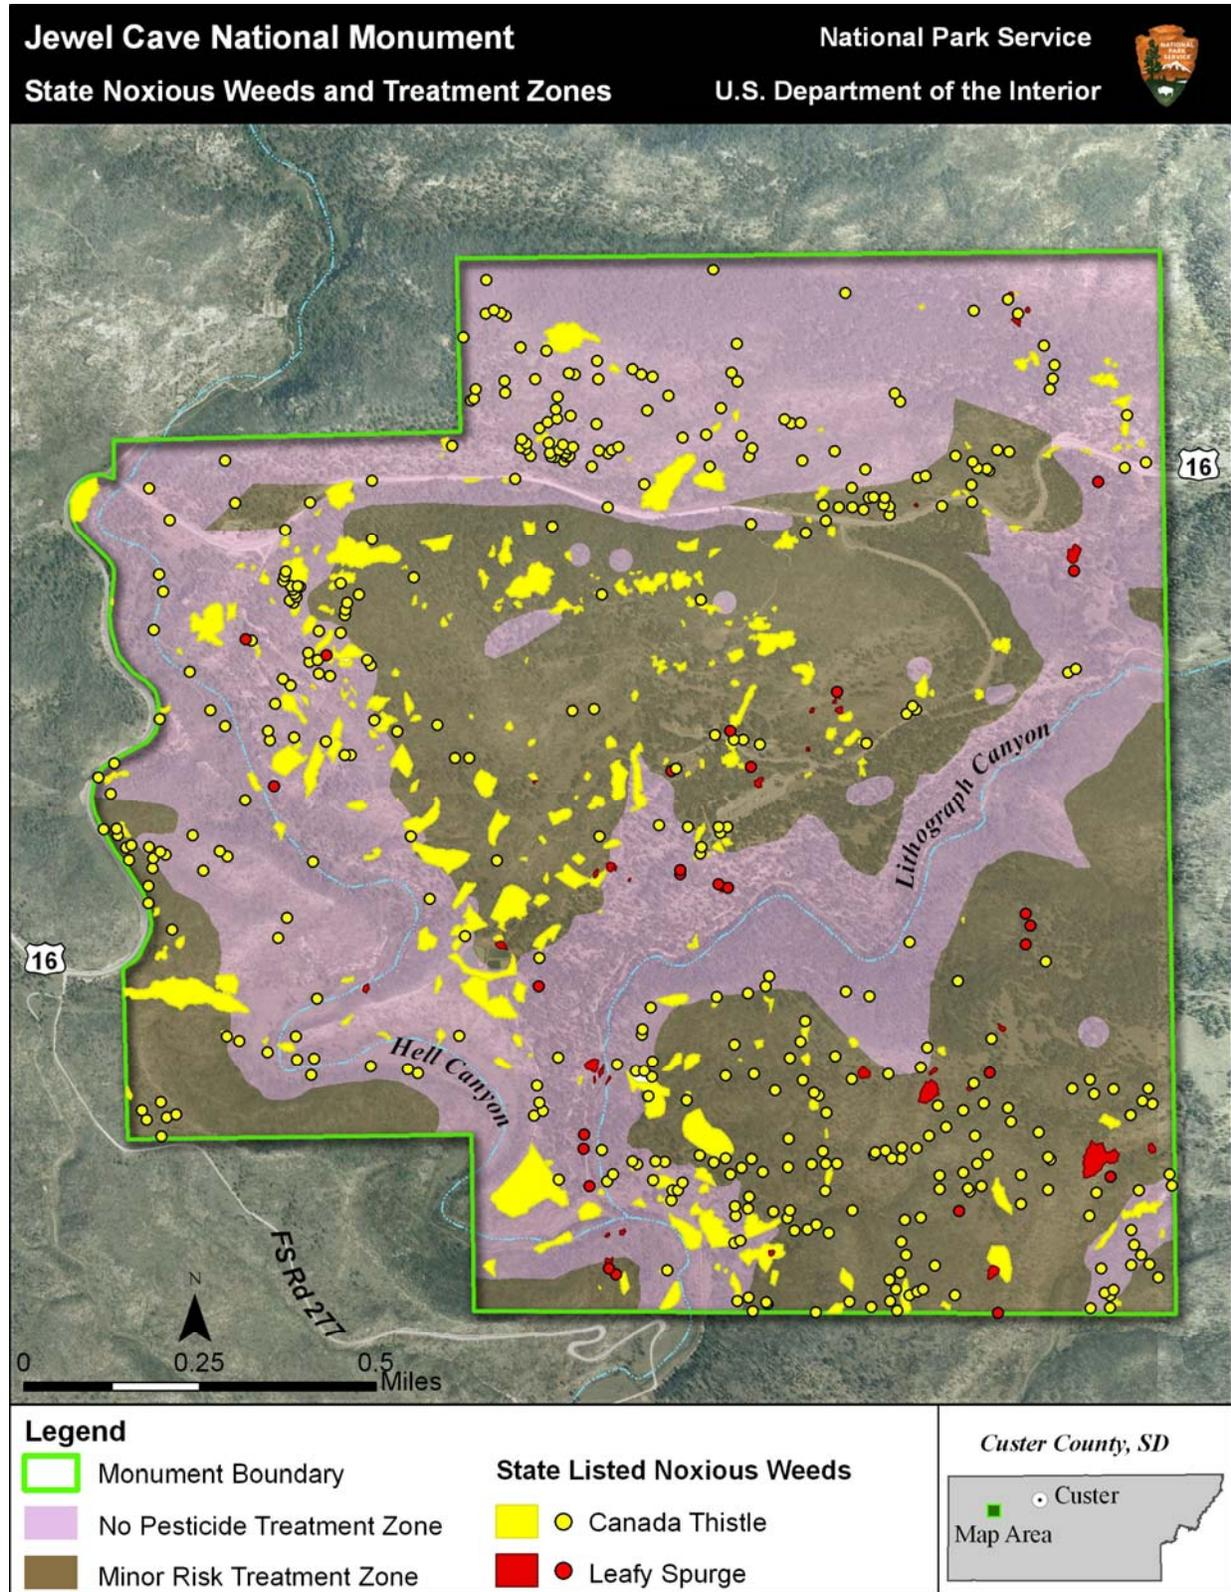 Jewel Cave National Monument
State Noxious Weeds and Treatment Zones
National Park Service
U.S. Department of the Interior
NATIONAL
PARK
SERVICE
16
Lithograph Canyon
16
Hell Canyon
FS Rd 277
N
0 0.25 0.5
Miles
Legend
Monument Boundary
No Pesticide Treatment Zone
Minor Risk Treatment Zone
State Listed Noxious Weeds
Canada Thistle
Leafy Spurge
Custer County, SD
Custer
Map Area